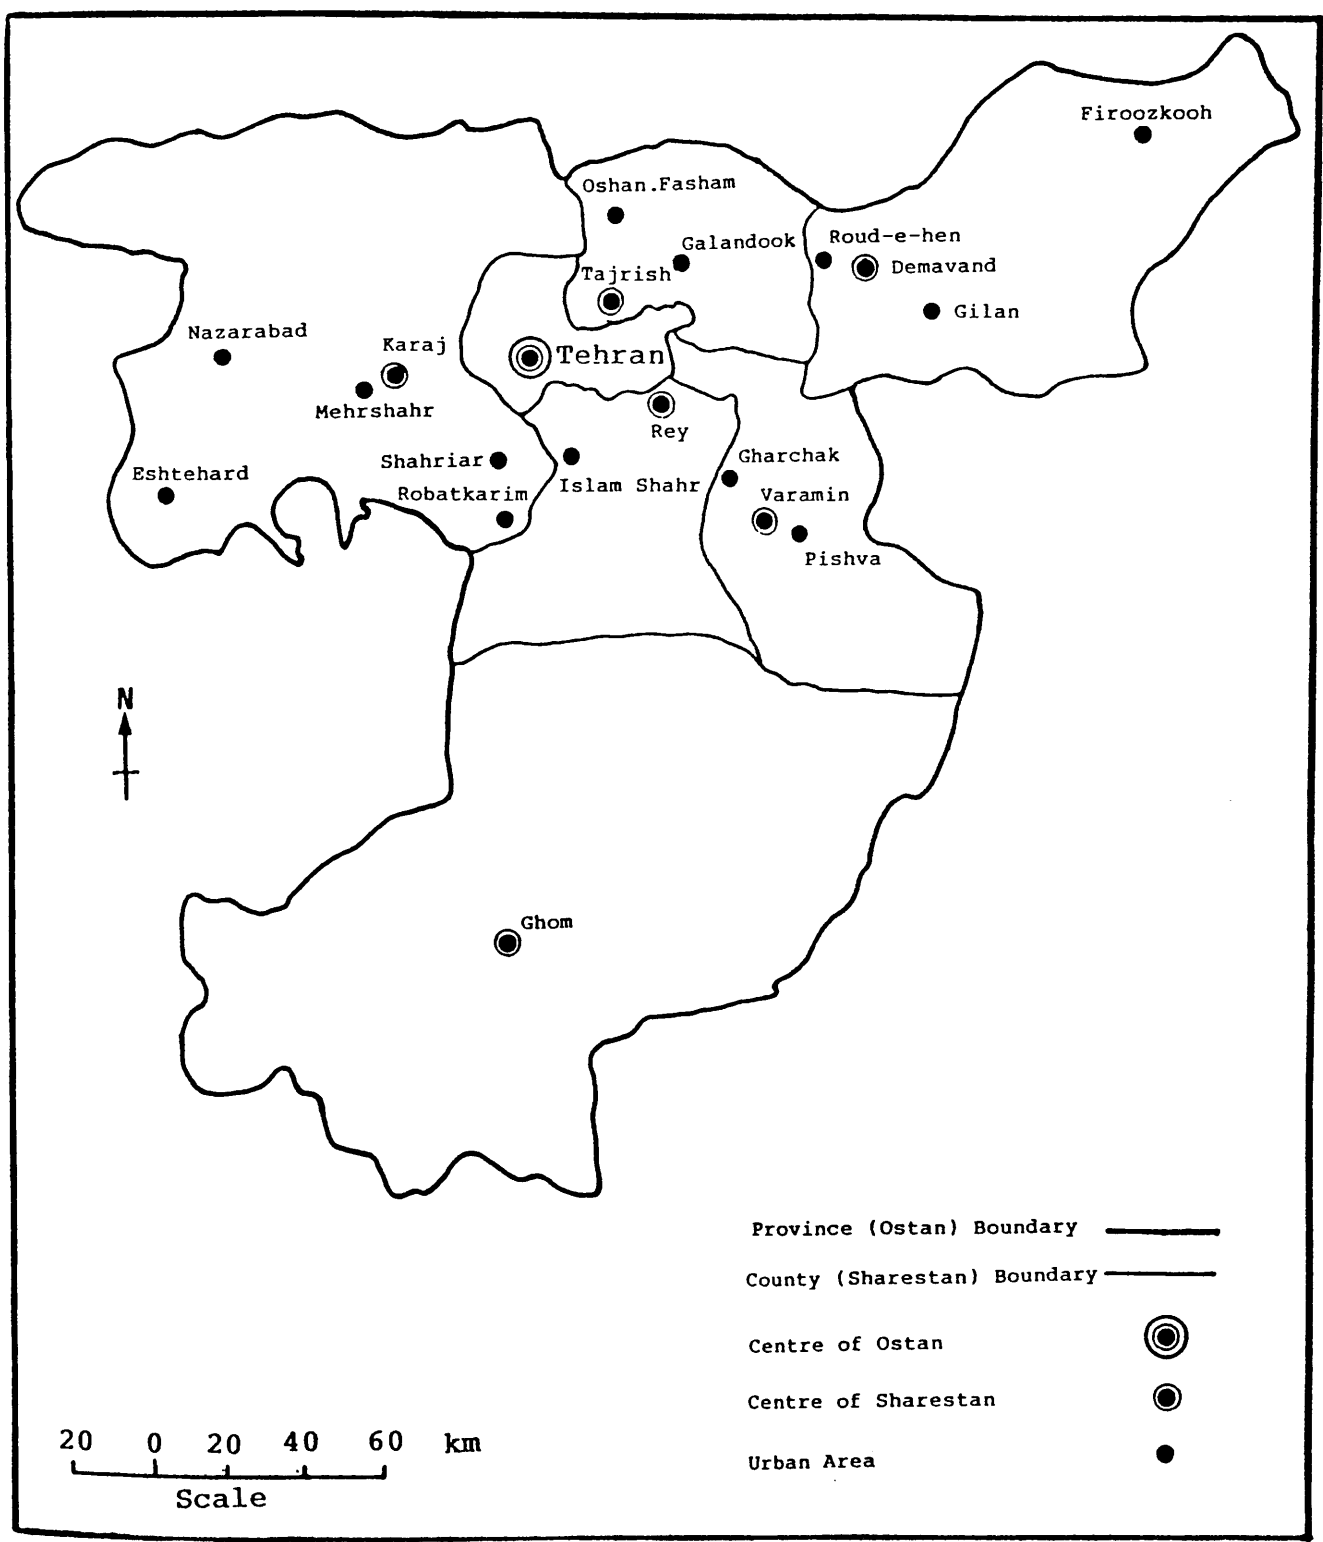 Firoozkooh
Oshan.Fasham
Roud-e-hen
Galandook
Demavand
Tajrish
Gilan
Nazarabad
Karaj
Tehran
Mehrshahr
Rey
Shahriar
Gharchak
Eshtehard
Islam Shahr
Robatkarim
Varamin
Pishva
N
Ghom
Province (Ostan) Boundary
County (Sharestan) Boundary
Centre of Ostan
Centre of Sharestan
Urban Area
20 0 20 40 60 km
Scale